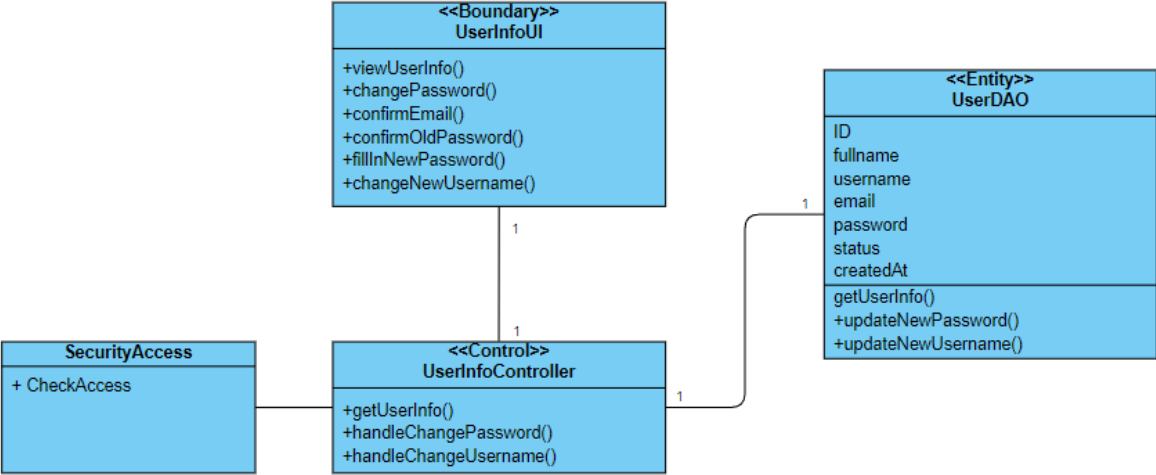 <<Boundary>>
UserInfoUI
+viewUserInfo()
+changePassword()
+confirmEmail()
+confirmOldPassword()
+fillInNewPassword()
+changeNewUsername()
1
1
<<Entity>>
UserDAO
ID
fullname
username
email
password
status
createdAt
getUserInfo()
+updateNewPassword()
+updateNewUsername()
1
1
SecurityAccess
+ CheckAccess
<<Control>>
UserInfoController
+getUserInfo()
+handleChangePassword()
+handleChangeUsername()